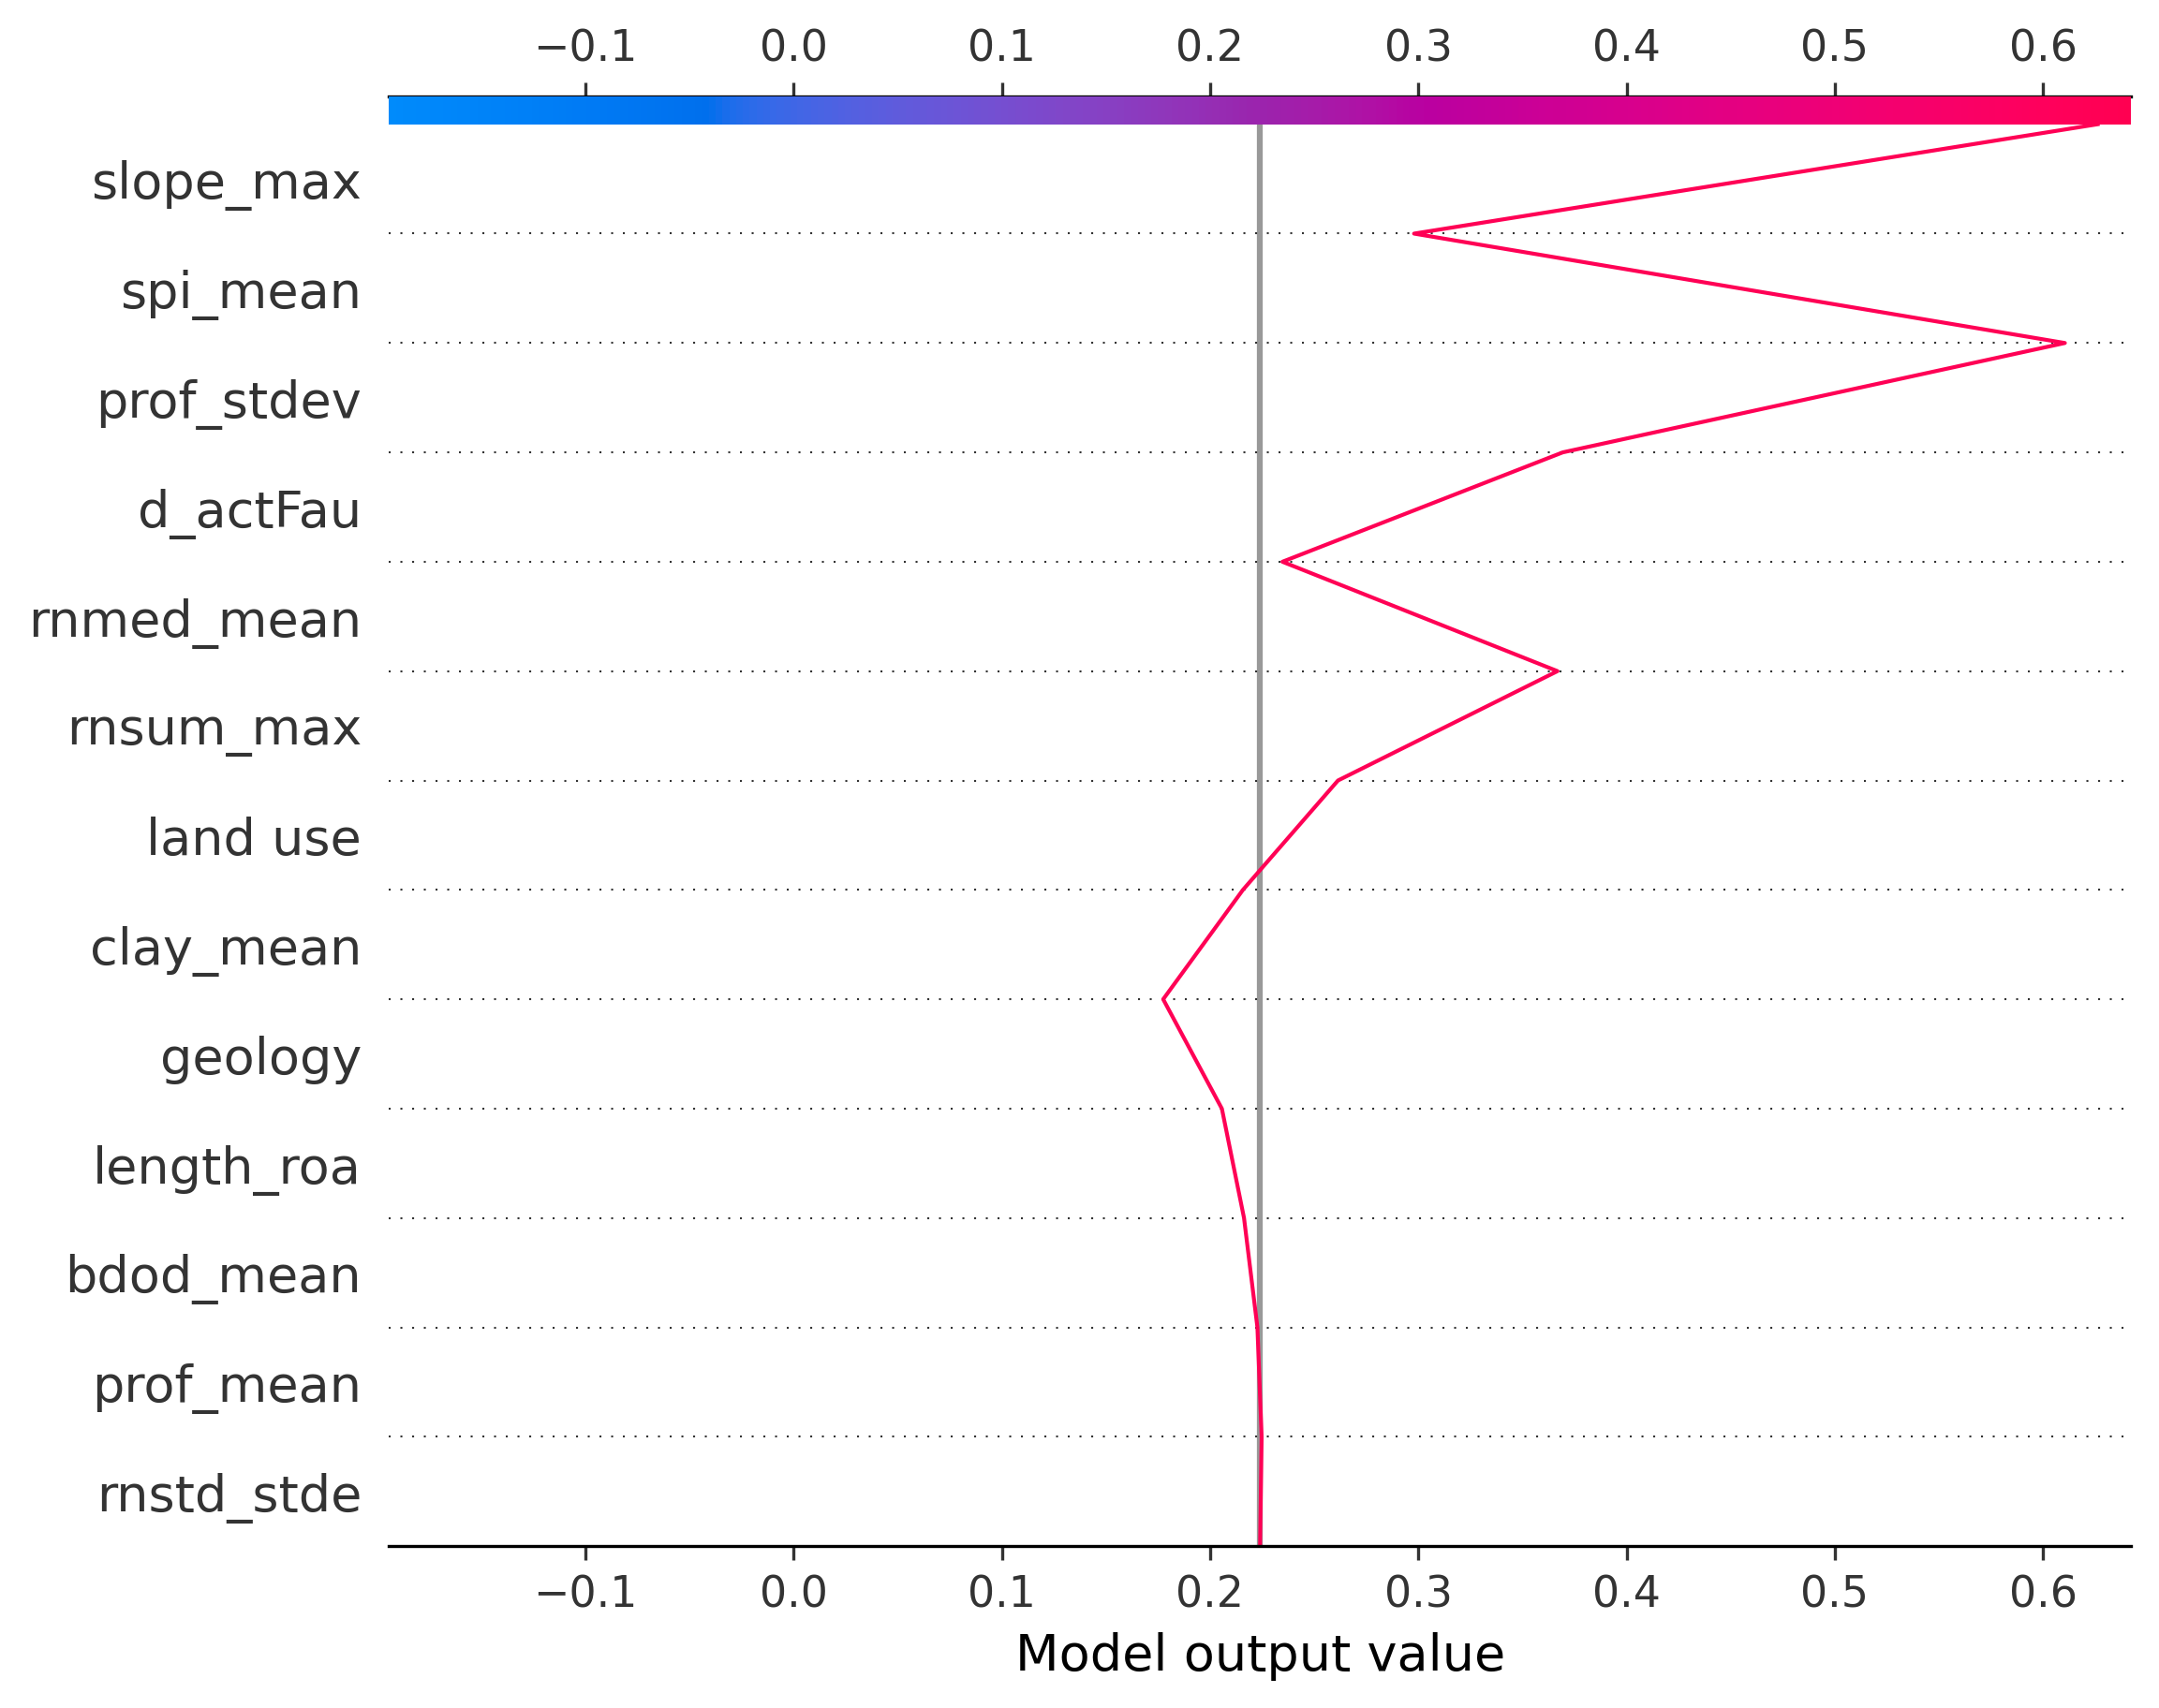 −0.1 0.0 0.1 0.2 0.3 0.4 0.5 0.6
slope_max
spi_mean
prof_stdev
d_actFau
rnmed_mean
rnsum_max
land use
clay_mean
geology
length_roa
bdod_mean
prof_mean
rnstd_stde
−0.1 0.0 0.1 0.2 0.3 0.4 0.5 0.6
Model output value